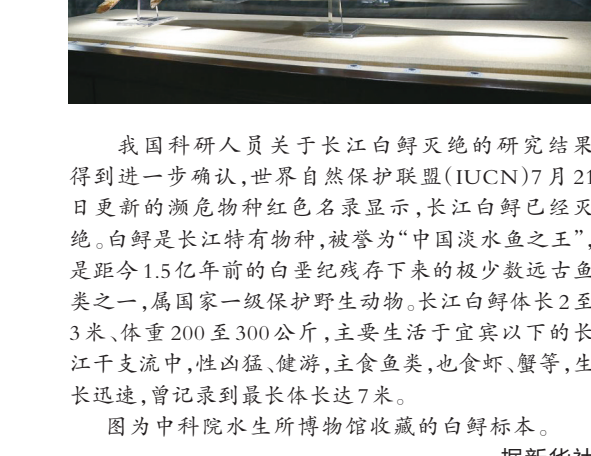 我国科研人员关于长江白鲟灭绝的研究结果
得到进一步确认，世界自然保护联盟(IUCN)7月21
日更新的濒危物种红色名录显示，长江白鲟已经灭
绝。白鲟是长江特有物种，被誉为“中国淡水鱼之王”，
是距今1.5亿年前的白垩纪残存下来的极少数远古鱼
类之一，属国家一级保护野生动物。长江白鲟体长2至
3米、体重200至300公斤，主要生活于宜宾以下的长
江干支流中，性凶猛、健游，主食鱼类，也食虾、蟹等，生
长迅速，曾记录到最长体长达7米。
图为中科院水生所博物馆收藏的白鲟标本。
据新华社